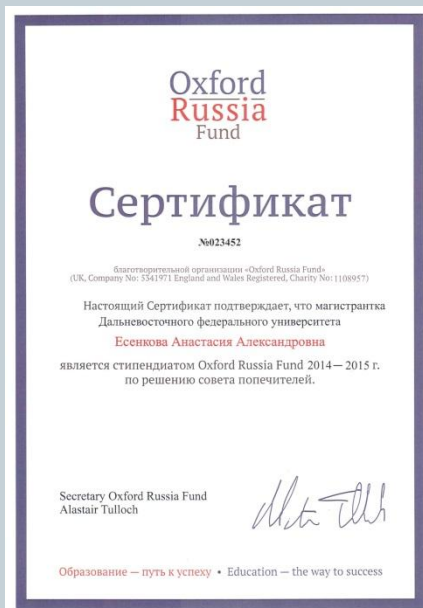 Oxford
Russia
Fund
Сертификат
№023452
благотворительной организации «Oxford Russia Fund»
(UK, Company No: 5341971 England and Wales Registered, Charity No: 1108957)
Настоящий Сертификат подтверждает, что магистрантка
Дальневосточного федерального университета
Есенкова Анастасия Александровна
является стипендиатом Oxford Russia Fund 2014 — 2015 г.
по решению совета попечителей.
Secretary Oxford Russia Fund
Alastair Tulloch
Образование — путь к успеху • Education — the way to success